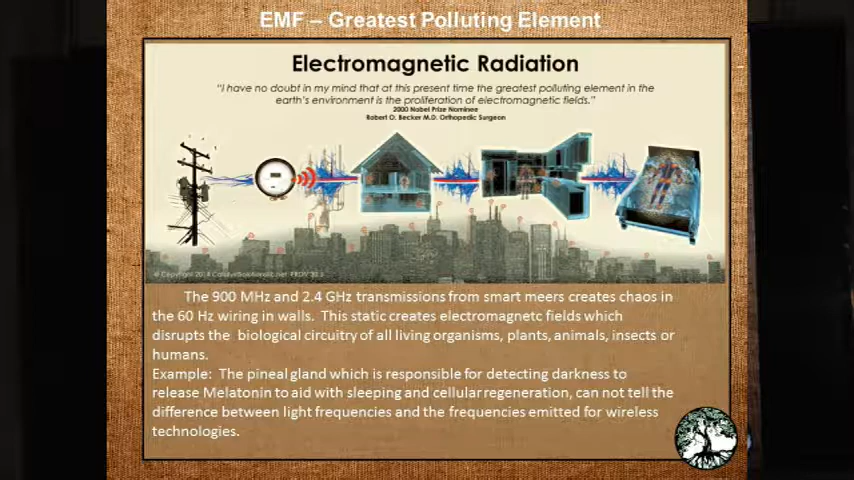 EMF – Greatest Polluting Element
Electromagnetic Radiation
"I have no doubt in my mind that at this present time the greatest polluting element in the
earth's environment is the proliferation of electromagnetic fields."
2000 Nobel Prize Nominee
Robert O. Becker M.D. Orthopedic Surgeon
The 900 MHz and 2.4 GHz transmissions from smart meers creates chaos in
the 60 Hz wiring in walls. This static creates electromagnetc fields which
disrupts the biological circuitry of all living organisms, plants, animals, insects or
humans.
Example: The pineal gland which is responsible for detecting darkness to
release Melatonin to aid with sleeping and cellular regeneration, can not tell the
difference between light frequencies and the frequencies emitted for wireless
technologies.